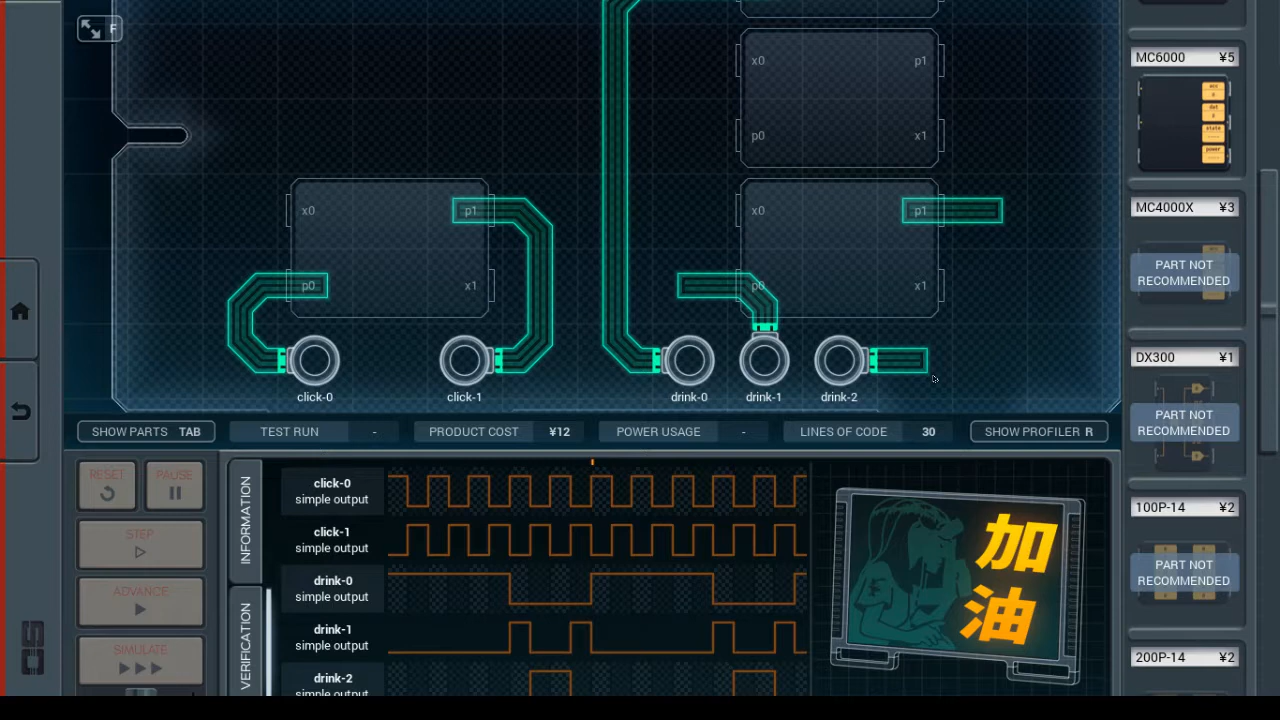 F
MC6000 ¥5
x0 p1
p0 x1
MC4000X ¥3
PART NOT
RECOMMENDED
x0 p1
p0 x1
x0 p1
p0 x1
DX300 ¥1
PART NOT
RECOMMENDED
click-0
click-1
drink-0
drink-1
drink-2
SHOW PARTS TAB
TEST RUN -
PRODUCT COST ¥12
POWER USAGE -
LINES OF CODE 30
SHOW PROFILER R
RESET
PAUSE
STEP
ADVANCE
SIMULATE
INFORMATION
VERIFICATION
click-0
simple output
click-1
simple output
drink-0
simple output
drink-1
simple output
drink-2
simple output
加
油
100P-14 ¥2
PART NOT
RECOMMENDED
200P-14 ¥2